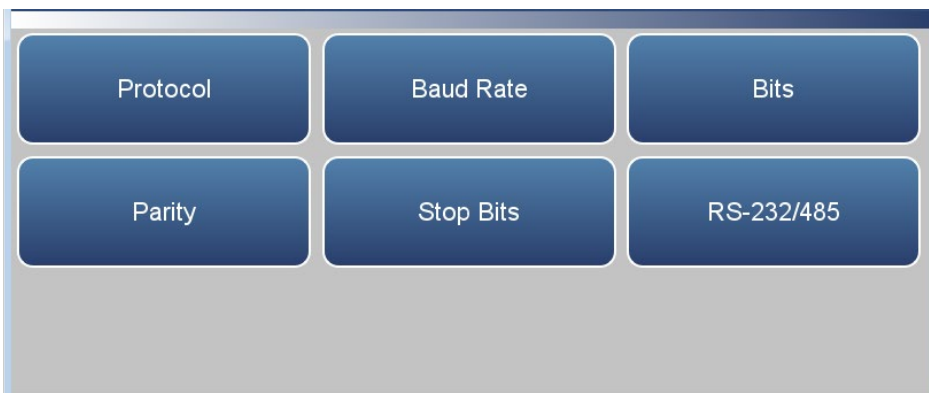 Protocol
Baud Rate
Bits
Parity
Stop Bits
RS-232/485